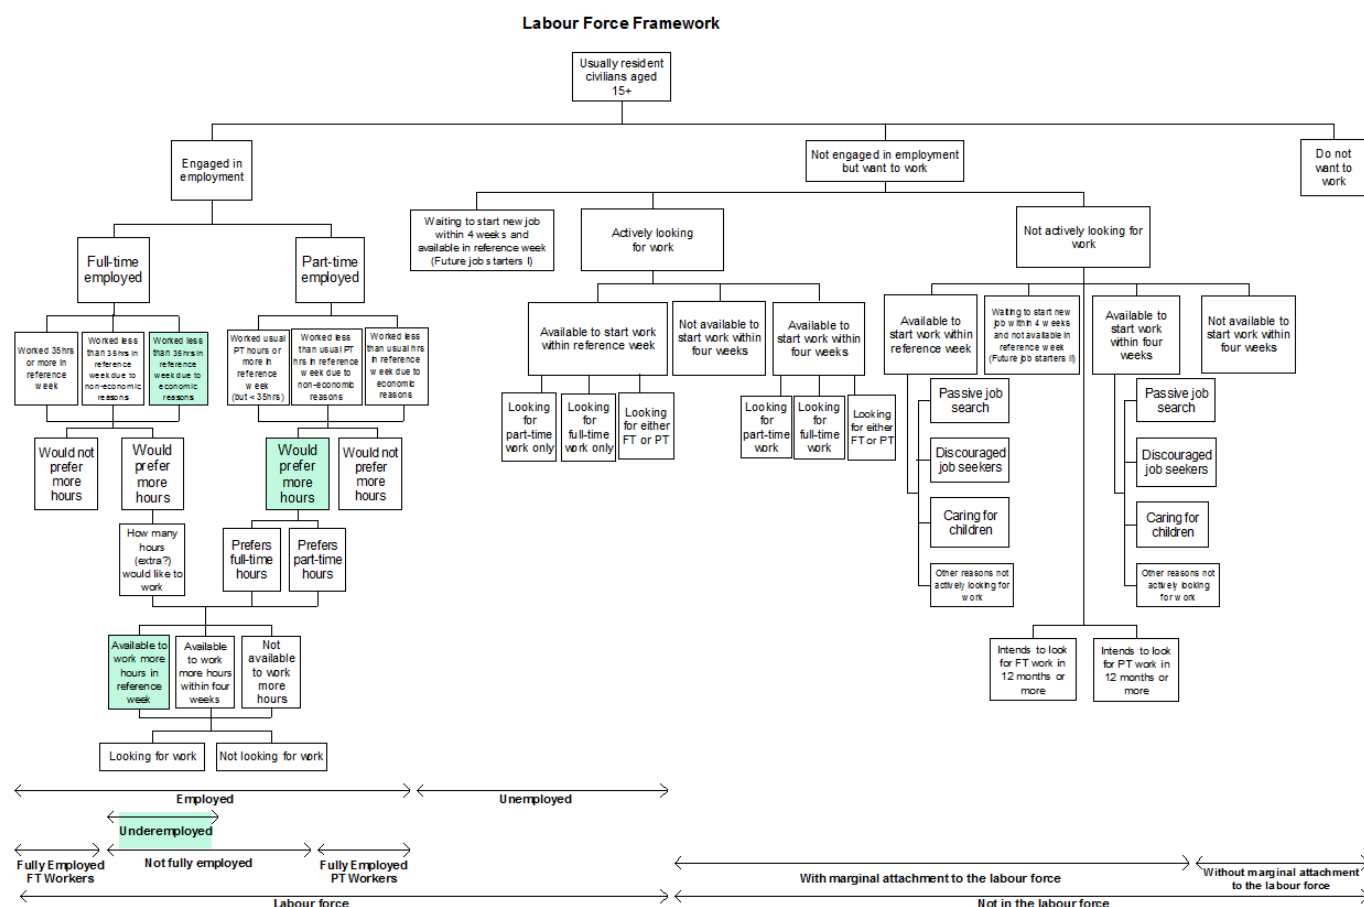 Labour Force Framework
Usually resident
civilians aged
15+
Engaged in
employment
Not engaged in employment
but want to work
Do not
want to
work
Waiting to start new job
within 4 weeks and
available in reference week
(Future job starters I)
Actively looking
for work
Not actively looking for
work
Full-time
employed
Part-time
employed
Worked 35hrs
or more in
reference
week
Worked less
than 35hrs in
reference
week due to
non-economic
reasons
Worked less
than 35hrs in
reference
week due to
economic
reasons
Worked usual
PT hours or
more in
reference
week
(but < 35hrs)
Worked less
than usual PT
hrs in reference
week due to
non-economic
reasons
Worked less
than usual hrs
in reference
week due to
economic
reasons
Available to start work
within reference week
Not available to
start work within
four weeks
Available to
start work within
four weeks
Available to
start work within
reference week
Waiting to start new
job within 4 weeks
and not available in
reference week
(Future job starters II)
Available to
start work within
four weeks
Not available to
start work within
four weeks
Would not
prefer more
hours
Would
prefer more
hours
Would
prefer
more
hours
Would not
prefer more
hours
Looking
for
part-time
work only
Looking
for
full-time
work only
Looking
for either
FT or PT
Looking
for
part-time
work
Looking
for
full-time
work
Looking
for either
FT or PT
Passive job
search
Discouraged
job seekers
Caring for
children
Other reasons not
actively looking for
work
Passive job
search
Discouraged
job seekers
Caring for
children
Other reasons not
actively looking
for work
How many
hours
(extra?)
would like to
work
Prefers
full-time
hours
Prefers
part-time
hours
Available to
work more
hours in
reference
week
Available
to work
more hours
within four
weeks
Not
available
to work
more
hours
Intends to look
for FT work in
12 months or
more
Intends to look
for PT work in
12 months or
more
Looking for work
Not looking for work
Employed
Unemployed
Underemployed
Fully Employed
FT Workers
Not fully employed
Fully Employed
PT Workers
With marginal attachment to the labour force
Without marginal attachment
to the labour force
Labour force
Not in the labour force